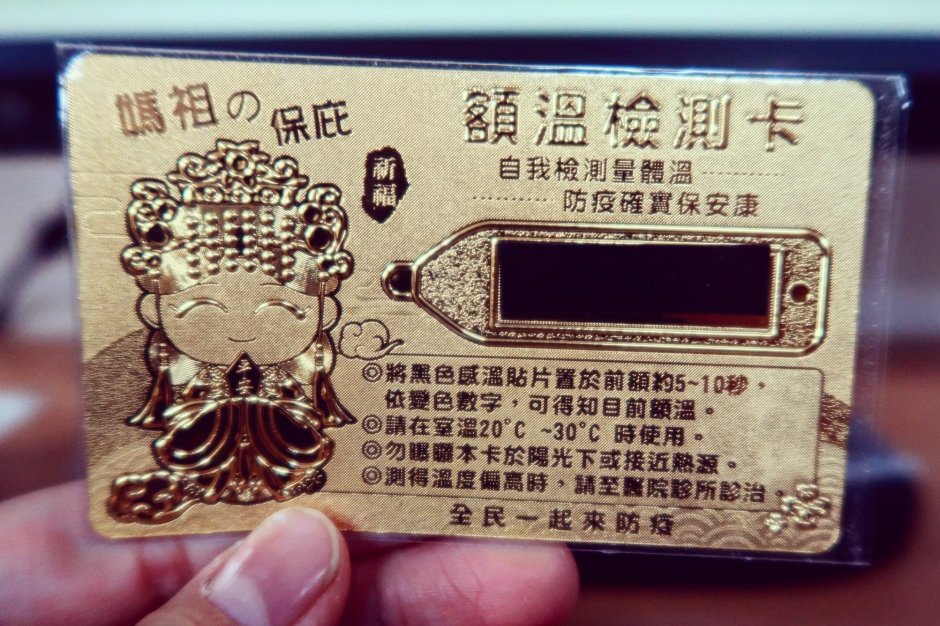 媽祖の保庇
祈福
額溫檢測卡
自我檢測量體溫
防疫確實保安康
◎將黑色感溫貼片置於前額約5~10秒，
依變色數字，可得知目前額溫。
◎請在室溫20°C ~30°C 時使用。
◎勿曝曬本卡於陽光下或接近熱源。
◎測得溫度偏高時，請至醫院診所診治。
全民一起來防疫